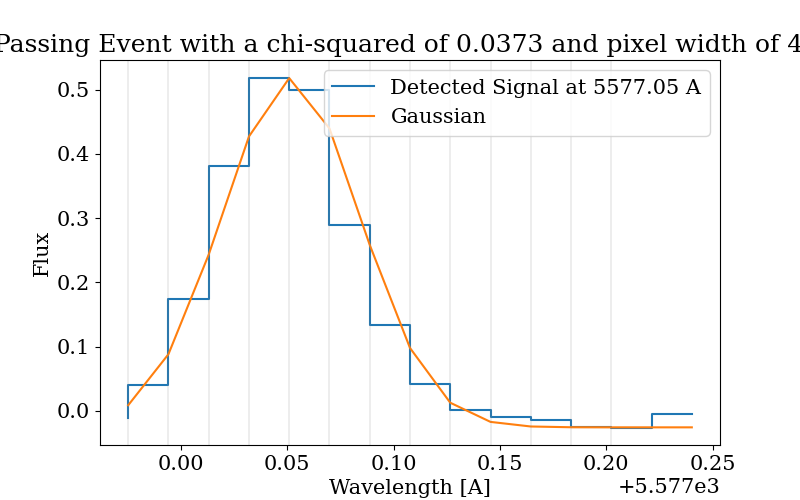 Passing Event with a chi-squared of 0.0373 and pixel width of 4
Detected Signal at 5577.05 A
Gaussian
Flux
0.5
0.4
0.3
0.2
0.1
0.0
0.00 0.05 0.10 0.15 0.20 0.25
+5.577e3
Wavelength [A]